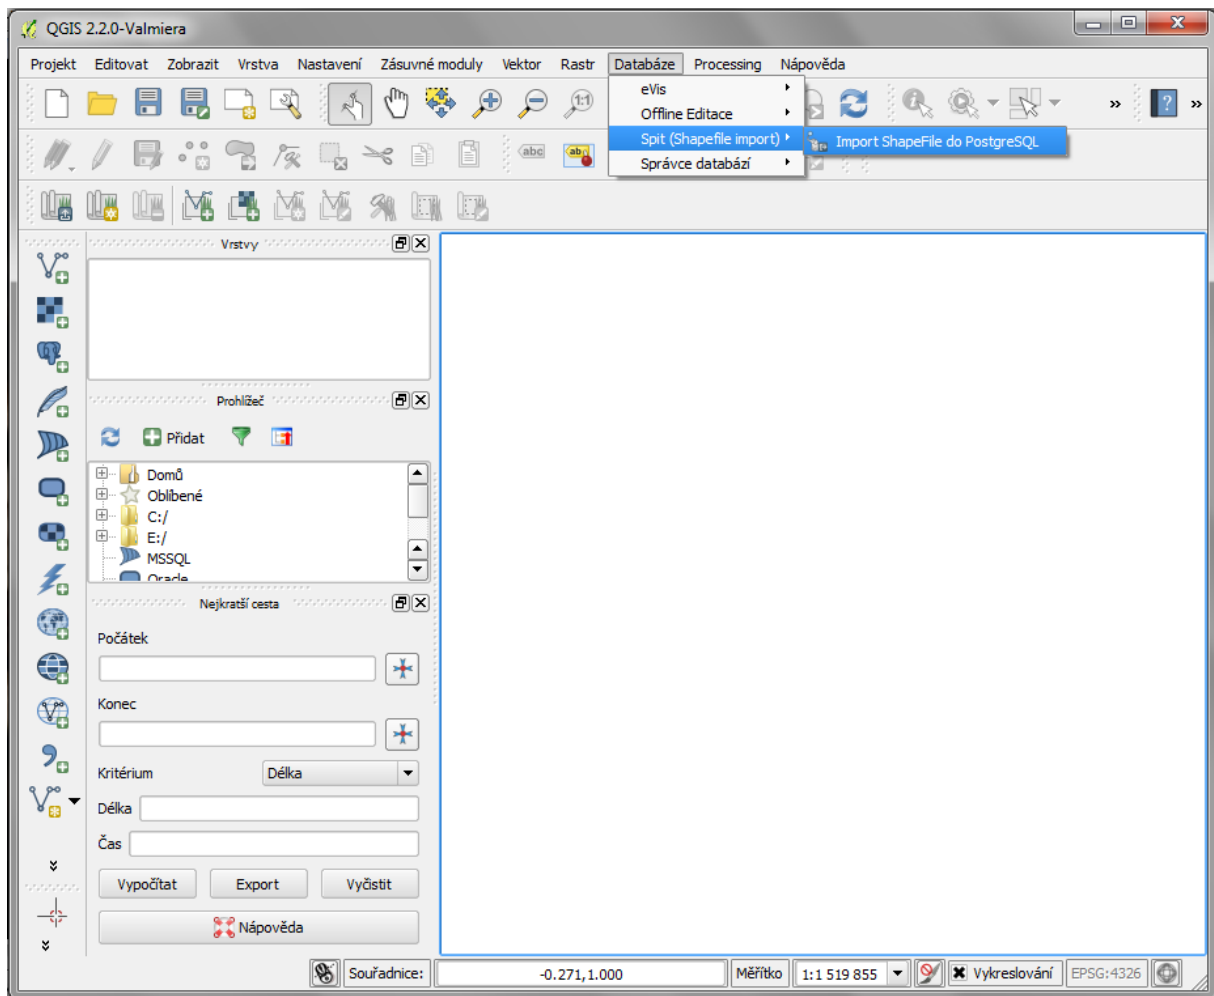 QGIS 2.2.0-Valmiera
Projekt Editovat Zobrazit Vrstva Nastavení Zásuvné moduly Vektor Rastr Databáze Processing Nápověda
eVis
Offline Editace
Spit (Shapefile import)
Import ShapeFile do PostgreSQL
Správce databází
1:1
abc
abc
Vrstvy
Prohlížeč
Přidat
Domů
Oblíbené
C:/
E:/
MSSQL
Oracle
Nejkratší cesta
Počátek
Konec
Kritérium Délka
Délka
Čas
Vypočítat Export Vyčistit
Nápověda
Souřadnice: -0.271,1.000 Měřítko 1:1 519 855 Vykreslování EPSG:4326